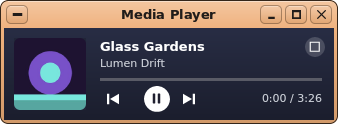 Media Player
Glass Gardens
Lumen Drift
0:00 / 3:26